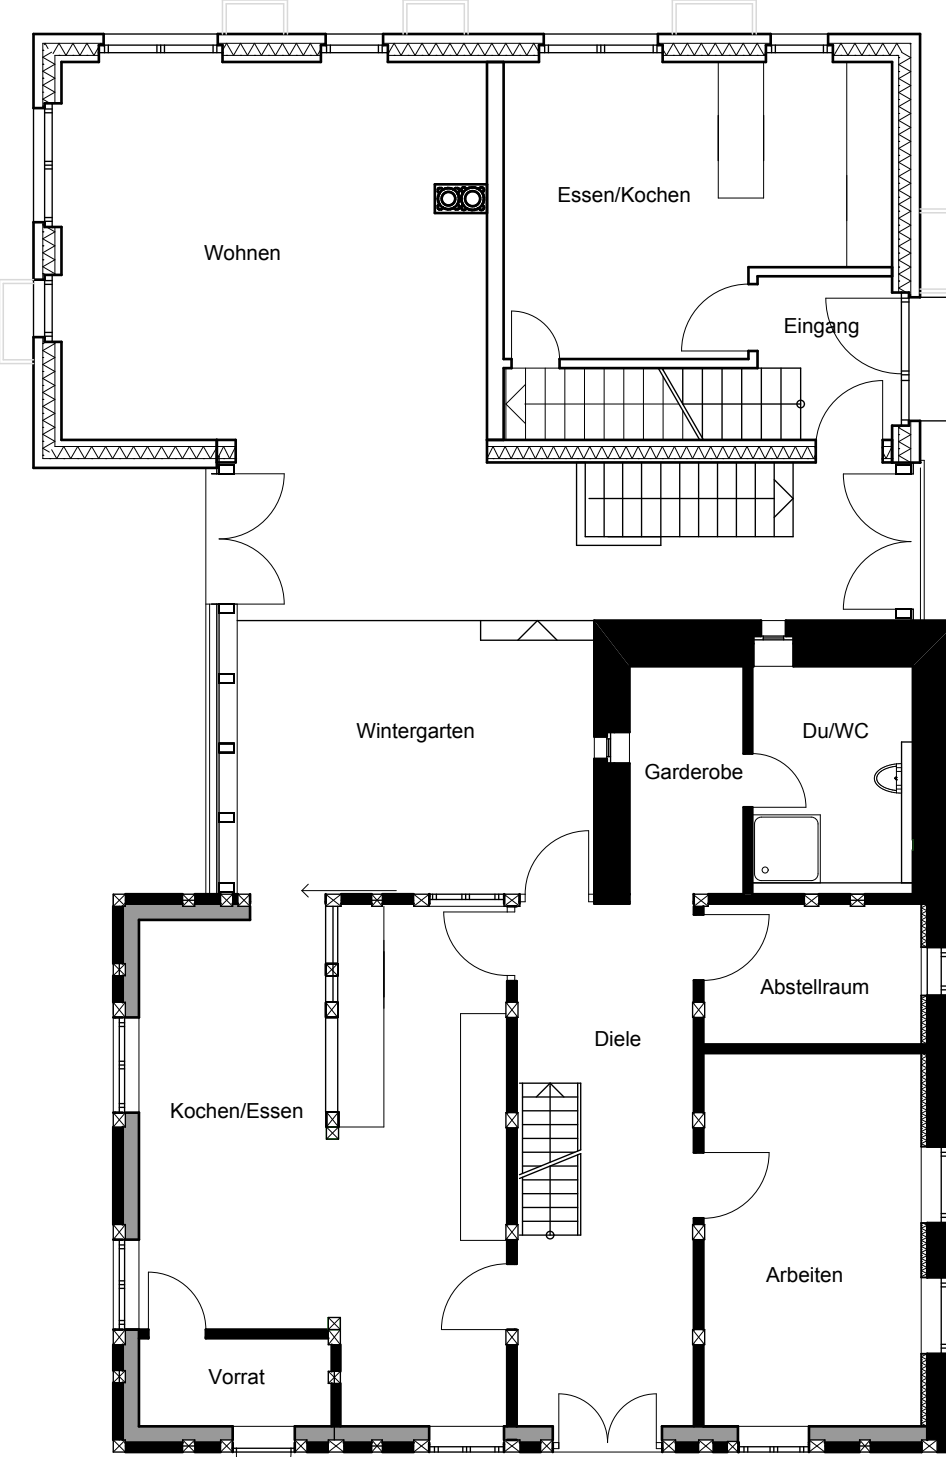 Essen/Kochen
Wohnen
Eingang
Wintergarten
Du/WC
Garderobe
Abstellraum
Diele
Kochen/Essen
Arbeiten
Vorrat